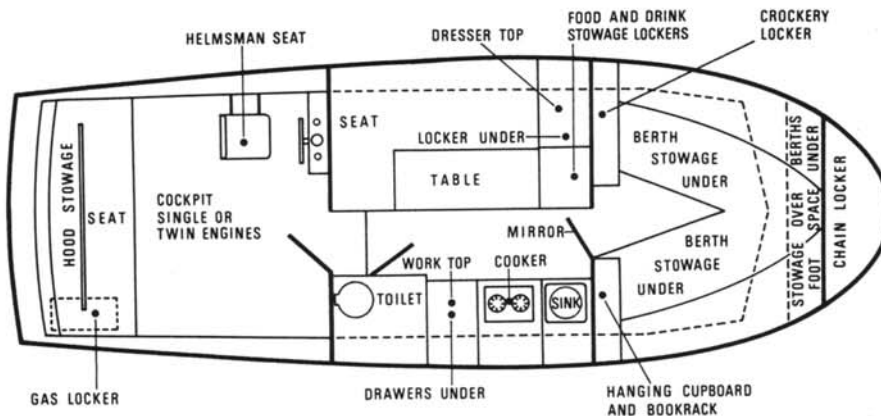 HELMSMAN SEAT
DRESSER TOP
FOOD AND DRINK
STOWAGE LOCKERS
CROCKERY
LOCKER
SEAT
LOCKER UNDER
TABLE
BERTH
STOWAGE
UNDER
HOOD STOWAGE
SEAT
COCKPIT
SINGLE OR
TWIN ENGINES
MIRROR
BERTH
STOWAGE
UNDER
STOWAGE OVER BERTHS
FOOT SPACE UNDER
CHAIN LOCKER
WORK TOP
COOKER
TOILET
SINK
GAS LOCKER
DRAWERS UNDER
HANGING CUPBOARD
AND BOOKRACK